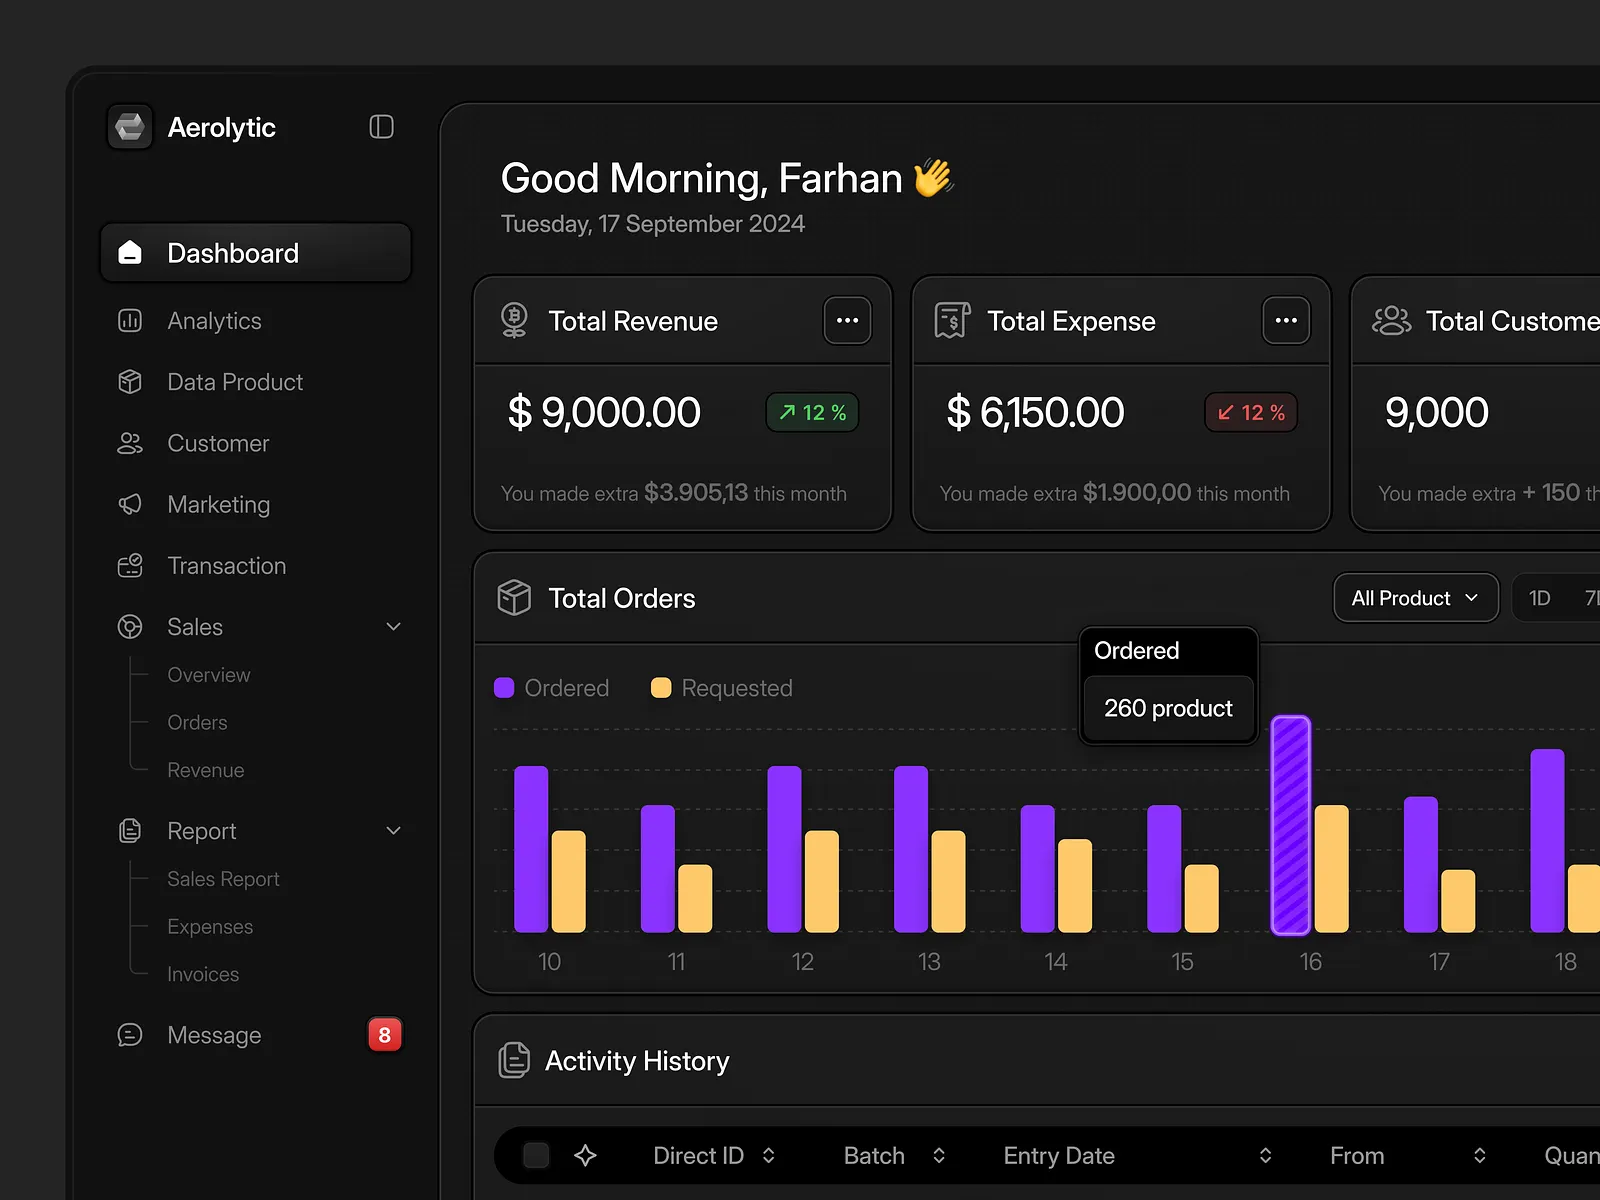 Aerolytic
Dashboard
Analytics
Data Product
Customer
Marketing
Transaction
Sales
Overview
Orders
Revenue
Report
Sales Report
Expenses
Invoices
Message 8
Good Morning, Farhan 👋
Tuesday, 17 September 2024
Total Revenue
$ 9,000.00
12 %
You made extra $3.905,13 this month
Total Expense
$ 6,150.00
12 %
You made extra $1.900,00 this month
Total Custome
9,000
You made extra + 150 th
Total Orders
All Product
1D
Ordered
Requested
Ordered
260 product
10 11 12 13 14 15 16 17 18
Activity History
Direct ID Batch Entry Date From Quan